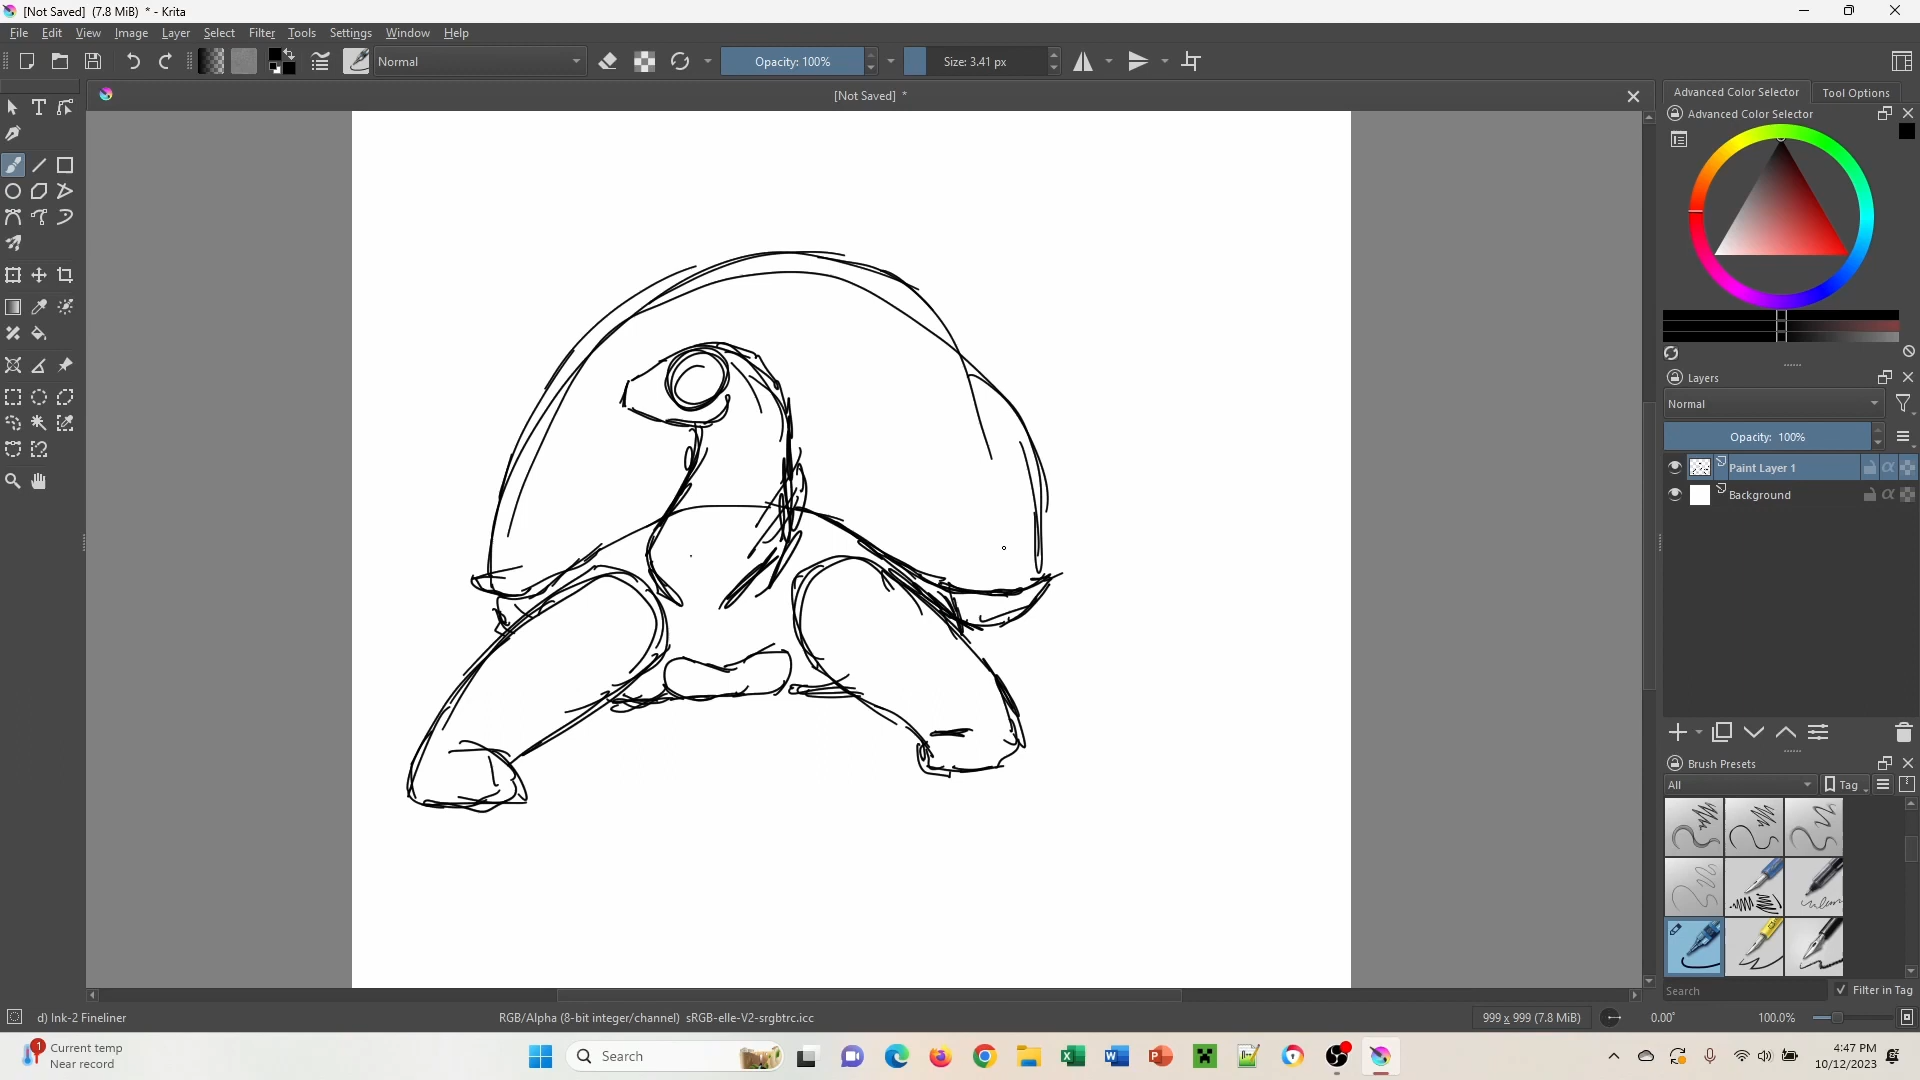 [Not Saved]  (7.8 MiB)  * - Krita
File Edit View Image Layer Select Filter Tools Settings Window Help
Normal Opacity: 100% Size: 3.41 px
[Not Saved]  *
Advanced Color Selector Tool Options
Advanced Color Selector
Layers
Normal
Opacity:  100%
Paint Layer 1
Background
Brush Presets
All Tag
Search Filter in Tag
d) Ink-2 Fineliner RGB/Alpha (8-bit integer/channel)  sRGB-elle-V2-srgbtrc.icc 999 x 999 (7.8 MiB) 0.00° 100.0%
1 Current temp
Near record
Search
4:47 PM
10/12/2023